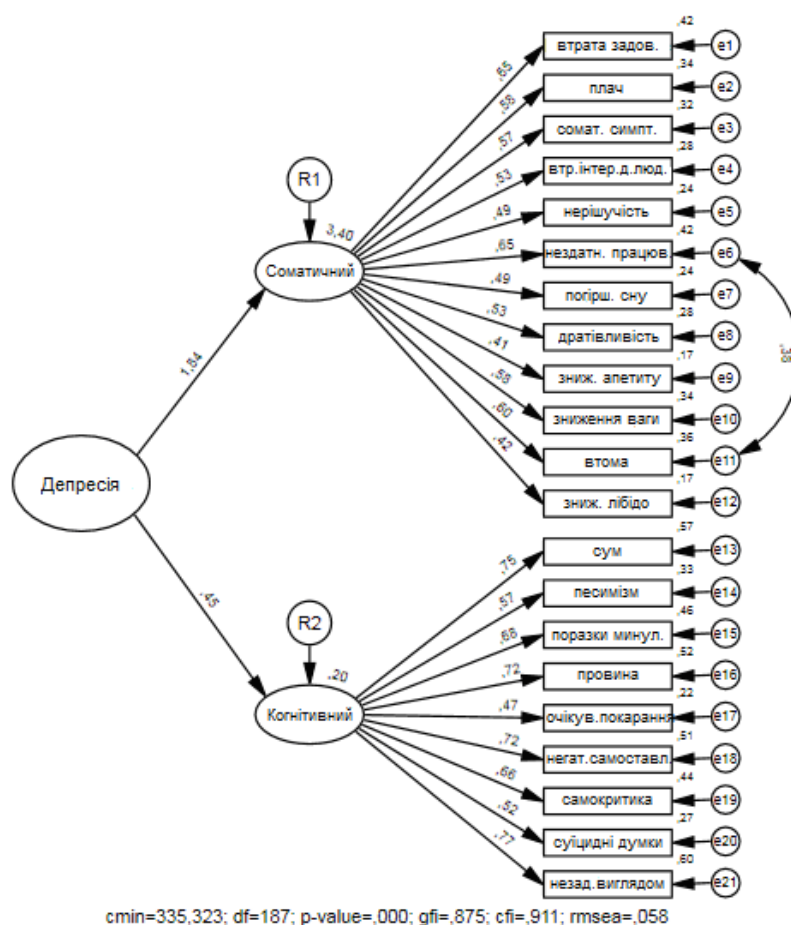 ,42
втрата задов.
e1
,65
,34
плач
e2
,58
,32
сомат. симпт.
e3
,57
,28
втр.інтер.д.люд.
e4
,53
,24
нерішучість
e5
,49
,42
нездатн. працюв.
e6
,65
,24
погірш. сну
e7
,49
,28
дратівливість
e8
,53
,17
зниж. апетиту
e9
,41
,34
зниження ваги
e10
,58
,36
втома
e11
,60
,17
зниж. лібідо
e12
,42
R1
3,40
Соматичний
1,84
Депресія
,45
,57
сум
e13
,75
,33
песимізм
e14
,57
,46
поразки минул.
e15
,68
,52
провина
e16
,72
,22
очікув.покарання
e17
,47
,51
негат.самоставл.
e18
,72
,44
самокритика
e19
,66
,27
суїцидні думки
e20
,52
,60
незад.виглядом
e21
,77
R2
,20
Когнітивний
cmin=335,323; df=187; p-value=,000; gfi=,875; cfi=,911; rmsea=,058